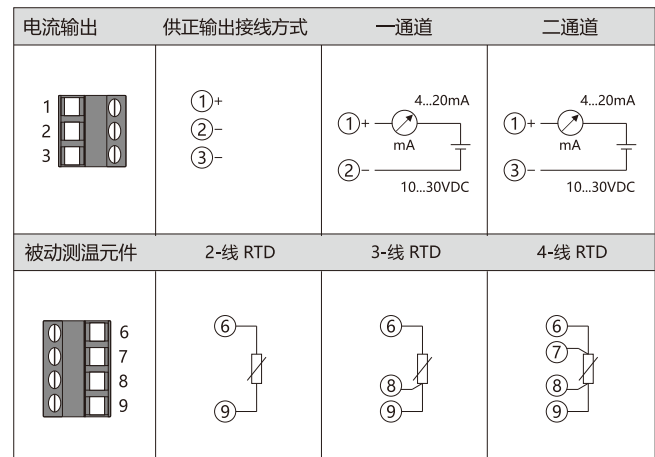 电流输出 供正输出接线方式 一通道 二通道
1
2
3
①+
②-
③-
4...20mA
①+
mA
②-
10...30VDC
4...20mA
①+
mA
③-
10...30VDC
被动测温元件 2-线 RTD 3-线 RTD 4-线 RTD
6
7
8
9
⑥
⑨
⑥
⑧
⑨
⑥
⑦
⑧
⑨